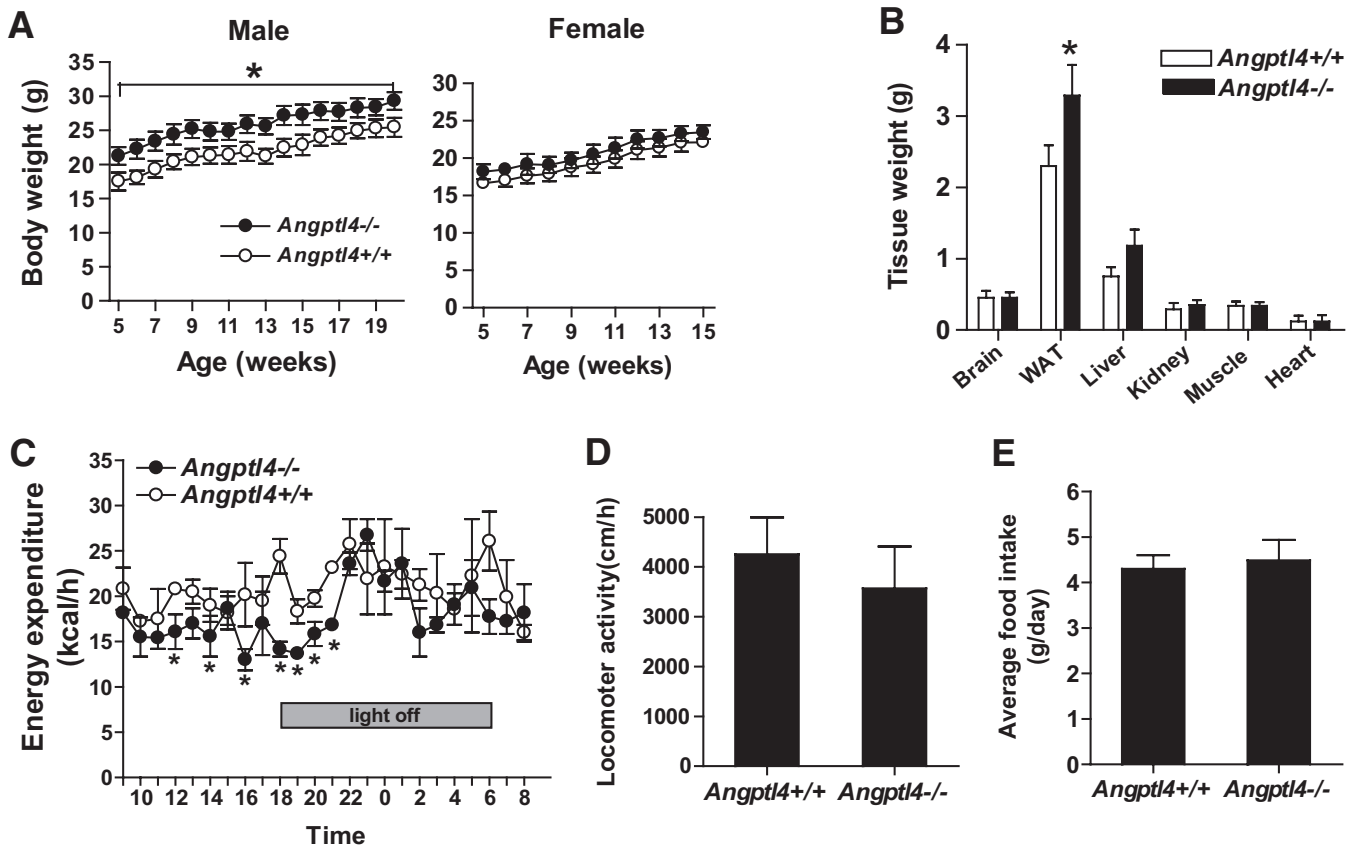 A
Male
Female
Body weight (g)
35
30
25
20
15
10
5
0
*
Angptl4-/-
Angptl4+/+
5 7 9 11 13 15 17 19
Age (weeks)
30
25
20
15
10
5
0
5 7 9 11 13 15
Age (weeks)
B
Tissue weight (g)
4
3
2
1
0
*
Angptl4+/+
Angptl4-/-
Brain
WAT
Liver
Kidney
Muscle
Heart
C
Energy expenditure
(kcal/h)
35
30
25
20
15
10
5
0
Angptl4-/-
Angptl4+/+
* * * * * * *
light off
10 12 14 16 18 20 22 0 2 4 6 8
Time
D
Locomoter activity(cm/h)
5000
4000
3000
2000
1000
0
Angptl4+/+ Angptl4-/-
E
Average food intake
(g/day)
6
5
4
3
2
1
0
Angptl4+/+ Angptl4-/-